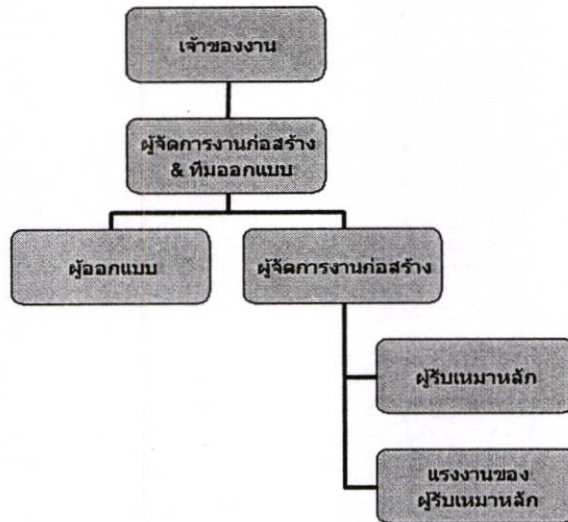 เจ้าของงาน
ผู้จัดการงานก่อสร้าง
& ทีมออกแบบ
ผู้ออกแบบ
ผู้จัดการงานก่อสร้าง
ผู้รับเหมาหลัก
แรงงานของ
ผู้รับเหมาหลัก